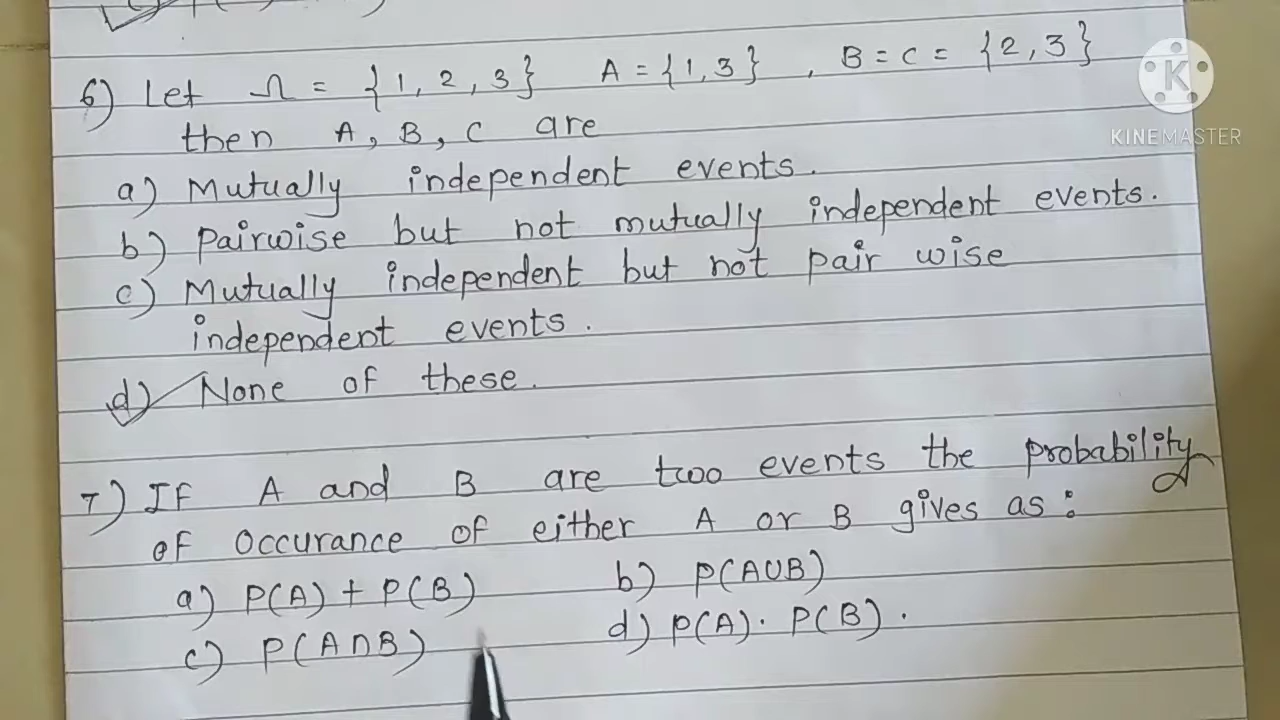 6) Let Ω = {1, 2, 3} A = {1, 3} , B = C = {2, 3}
then A, B, C are
a) Mutually independent events.
b) Pairwise but not mutually independent events.
c) Mutually independent but not pair wise
independent events.
d) None of these.
7) If A and B are two events the probability
of occurance of either A or B gives as :
a) P(A) + P(B) b) P(A∪B)
c) P(A∩B) d) P(A). P(B).
K
KINEMASTER